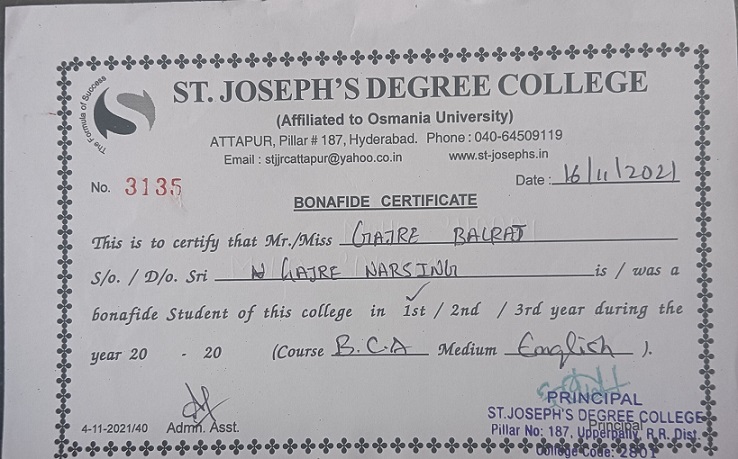 The Formula of Success
ST. JOSEPH'S DEGREE COLLEGE
(Affiliated to Osmania University)
ATTAPUR, Pillar # 187, Hyderabad. Phone : 040-64509119
Email : stjjrcattapur@yahoo.co.in www.st-josephs.in
No. 3135 Date : 16/11/2021
BONAFIDE CERTIFICATE
This is to certify that Mr./Miss GAJRE BALRAJ
S/o. / D/o. Sri N GAJRE NARSING is / was a
bonafide Student of this college in 1st / 2nd / 3rd year during the
year 20 - 20 (Course B.C.A Medium English ).
4-11-2021/40 Admn. Asst. Principal
PRINCIPAL
ST.JOSEPH'S DEGREE COLLEGE
Pillar No: 187, Upperpally, R.R. Dist.
College Code: 2801